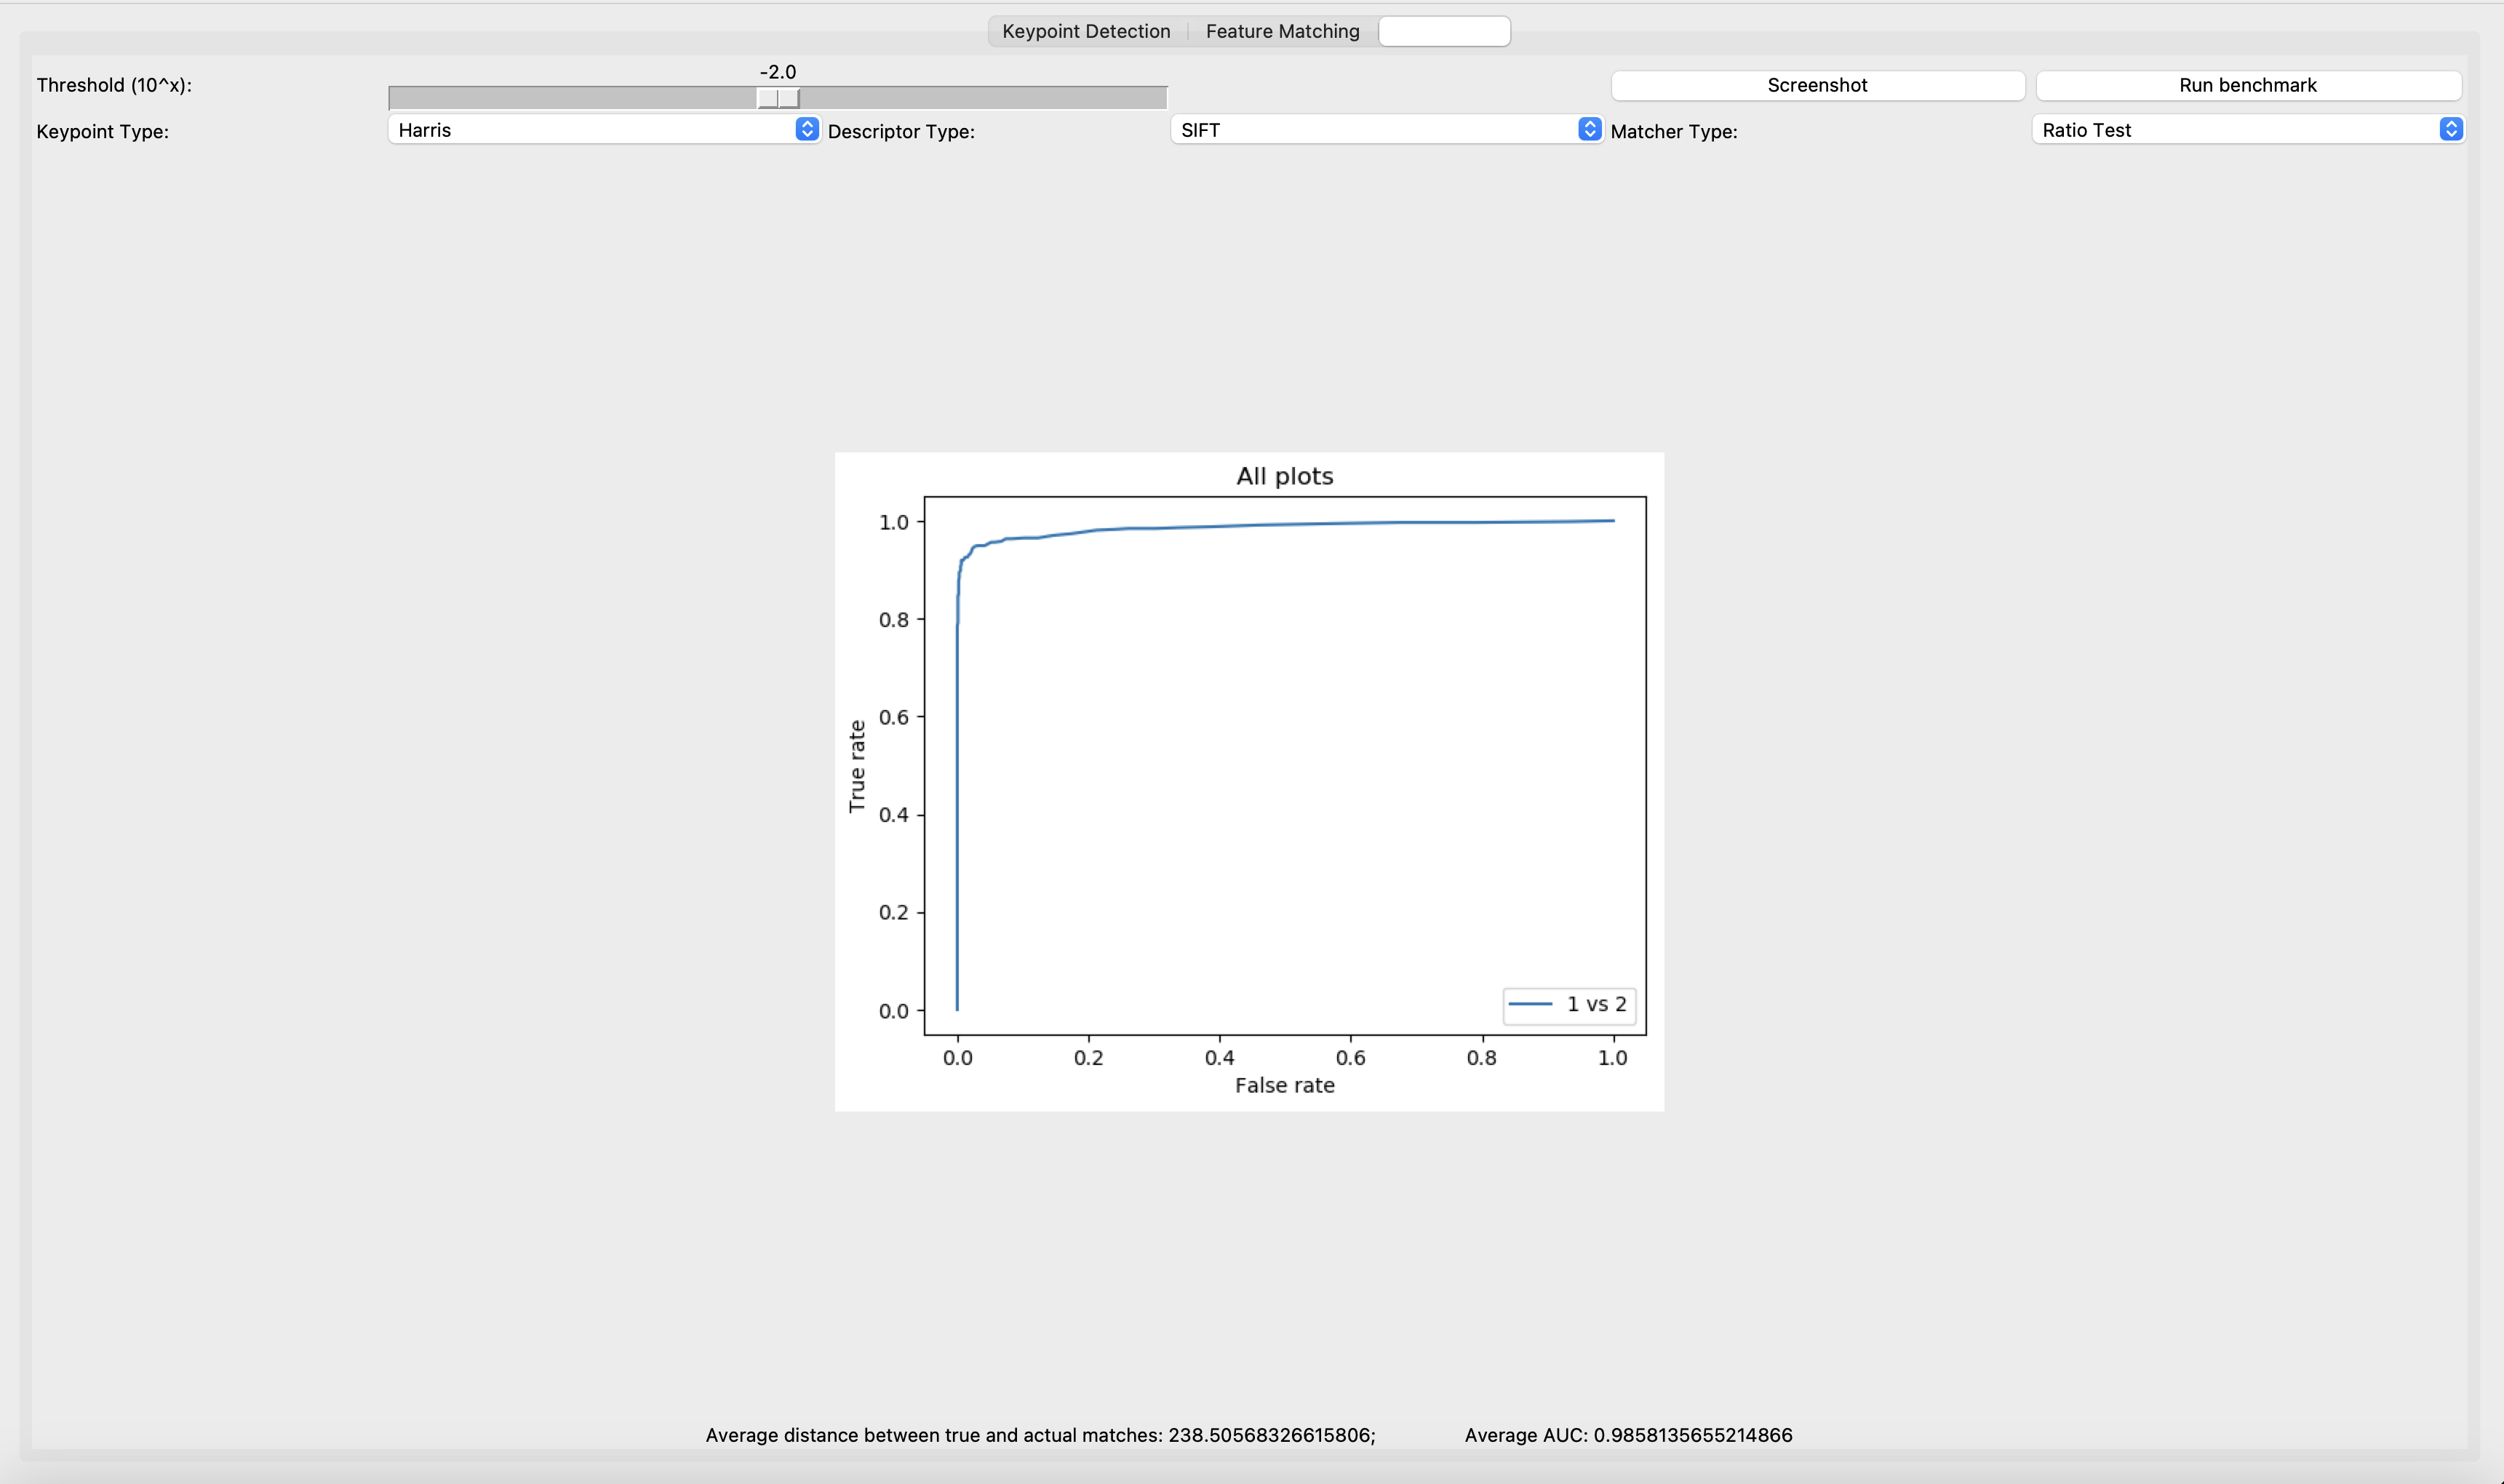 Keypoint Detection Feature Matching
-2.0
Threshold (10^x): Screenshot Run benchmark
Keypoint Type: Harris Descriptor Type: SIFT Matcher Type: Ratio Test
All plots
1.0
0.8
0.6
0.4
0.2
0.0
True rate
1 vs 2
0.0 0.2 0.4 0.6 0.8 1.0
False rate
Average distance between true and actual matches: 238.50568326615806; Average AUC: 0.9858135655214866